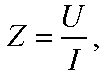 Z = U/I,